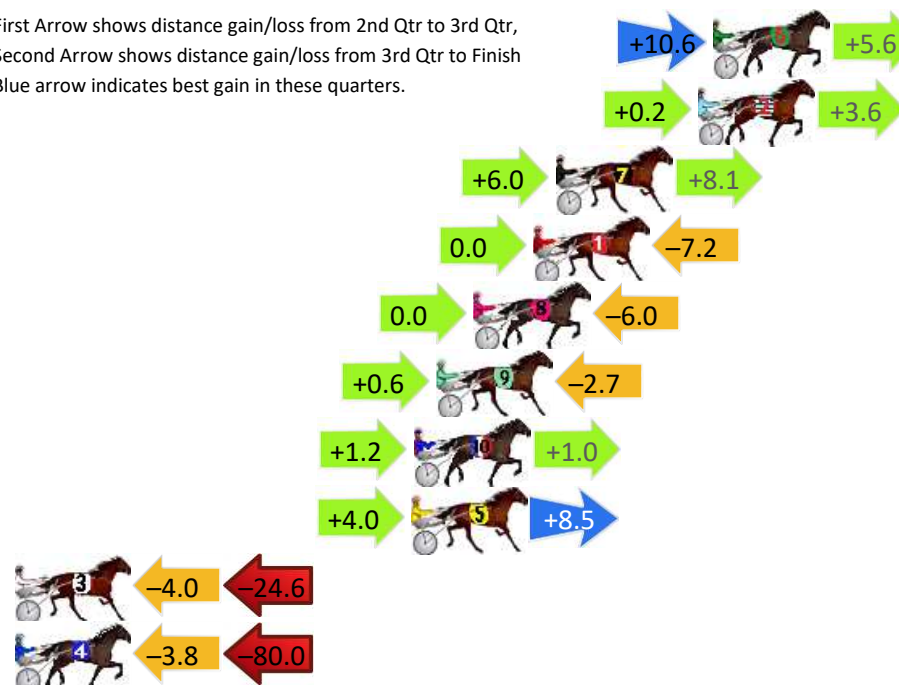 First Arrow shows distance gain/loss from 2nd Qtr to 3rd Qtr,
Second Arrow shows distance gain/loss from 3rd Qtr to Finish
Blue arrow indicates best gain in these quarters.
+10.6 6 +5.6
+0.2 2 +3.6
+6.0 7 +8.1
0.0 1 –7.2
0.0 8 –6.0
+0.6 9 –2.7
+1.2 10 +1.0
+4.0 5 +8.5
3 –4.0 –24.6
4 –3.8 –80.0